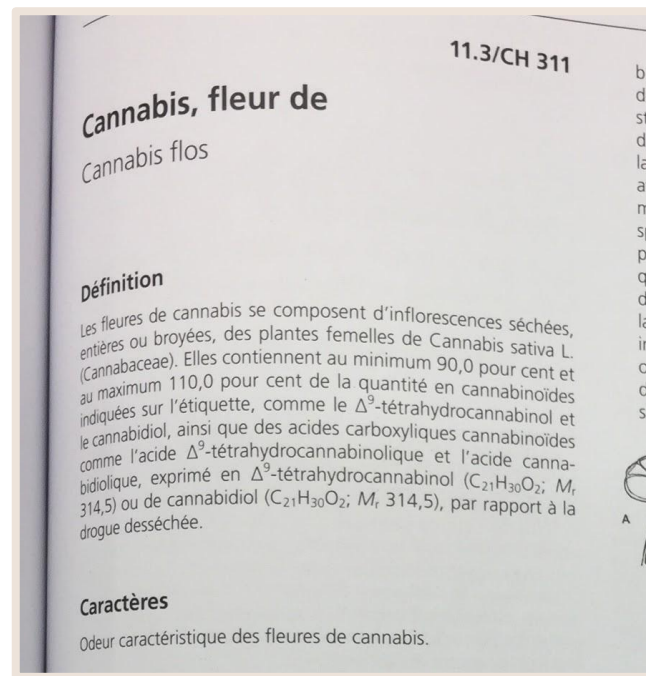 11.3/CH 311
Cannabis, fleur de
Cannabis flos
Définition
Les fleures de cannabis se composent d'inflorescences séchées,
entières ou broyées, des plantes femelles de Cannabis sativa L.
(Cannabaceae). Elles contiennent au minimum 90,0 pour cent et
au maximum 110,0 pour cent de la quantité en cannabinoïdes
indiquées sur l'étiquette, comme le Δ⁹-tétrahydrocannabinol et
le cannabidiol, ainsi que des acides carboxyliques cannabinoïdes
comme l'acide Δ⁹-tétrahydrocannabinolique et l'acide canna-
bidiolique, exprimé en Δ⁹-tétrahydrocannabinol (C₂₁H₃₀O₂; Mᵣ
314,5) ou de cannabidiol (C₂₁H₃₀O₂; Mᵣ 314,5), par rapport à la
drogue desséchée.
Caractères
Odeur caractéristique des fleures de cannabis.
A